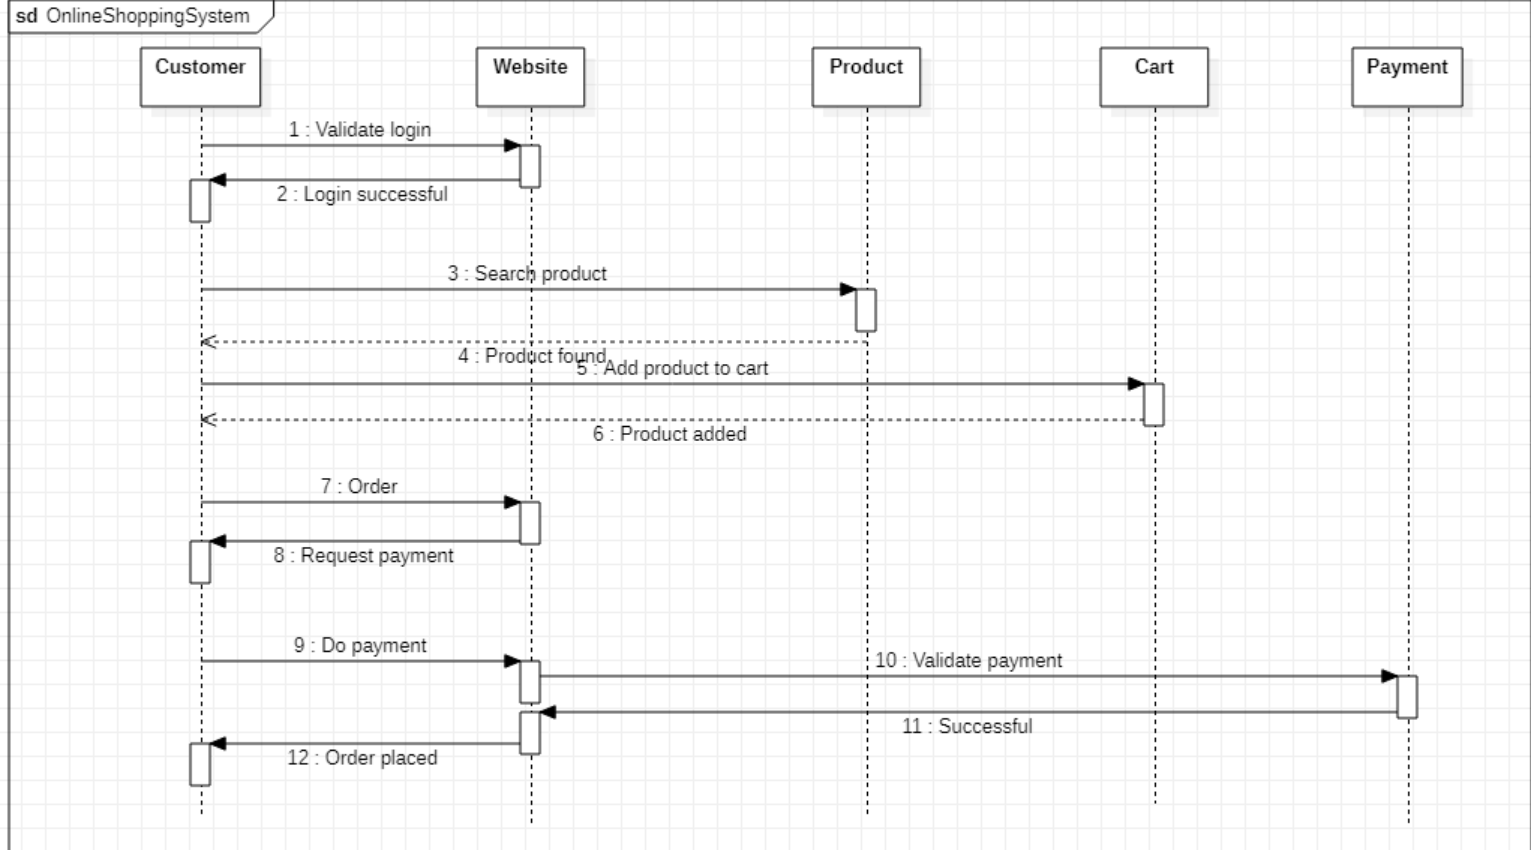 sd OnlineShoppingSystem
Customer
Website
Product
Cart
Payment
1 : Validate login
2 : Login successful
3 : Search product
4 : Product found
5 : Add product to cart
6 : Product added
7 : Order
8 : Request payment
9 : Do payment
10 : Validate payment
11 : Successful
12 : Order placed